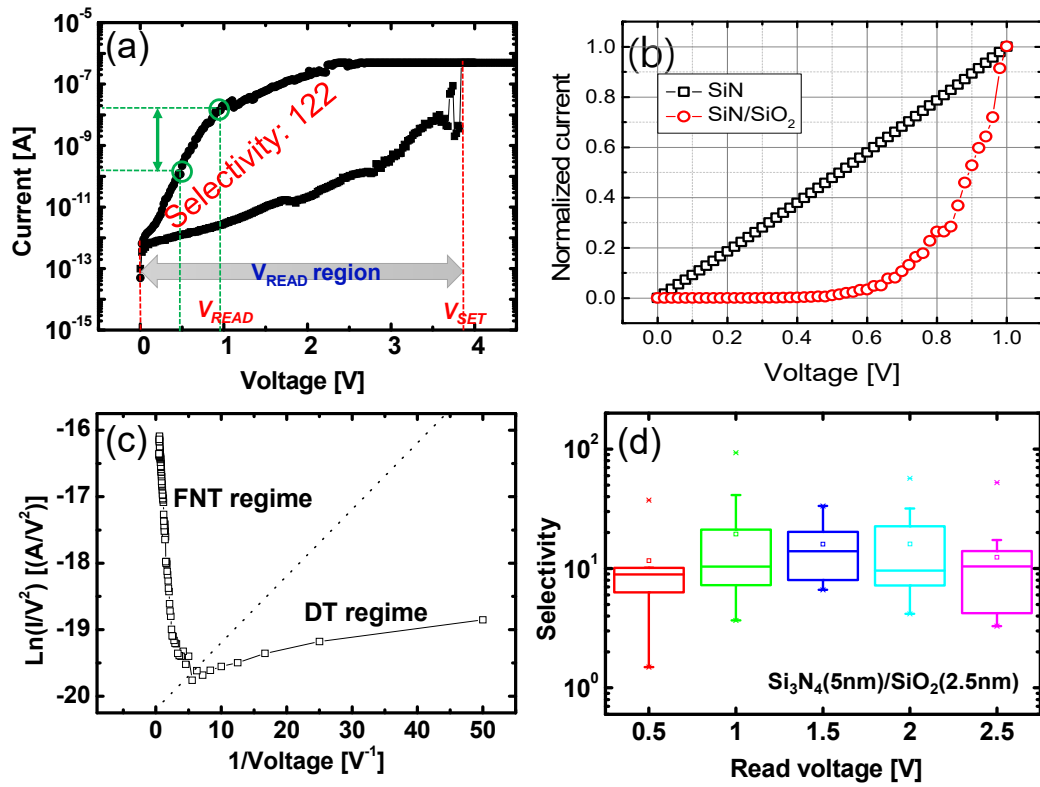 (a)
Current [A]
10⁻⁵
10⁻⁷
10⁻⁹
10⁻¹¹
10⁻¹³
10⁻¹⁵
Selectivity: 122
V_READ region
V_READ
V_SET
0 1 2 3 4
Voltage [V]
(b)
Normalized current
1.0
0.8
0.6
0.4
0.2
0.0
SiN
SiN/SiO₂
0.0 0.2 0.4 0.6 0.8 1.0
Voltage [V]
(c)
Ln(I/V²) [(A/V²)]
-16
-17
-18
-19
-20
FNT regime
DT regime
0 10 20 30 40 50
1/Voltage [V⁻¹]
(d)
Selectivity
10²
10¹
10⁰
Si₃N₄(5nm)/SiO₂(2.5nm)
0.5 1 1.5 2 2.5
Read voltage [V]